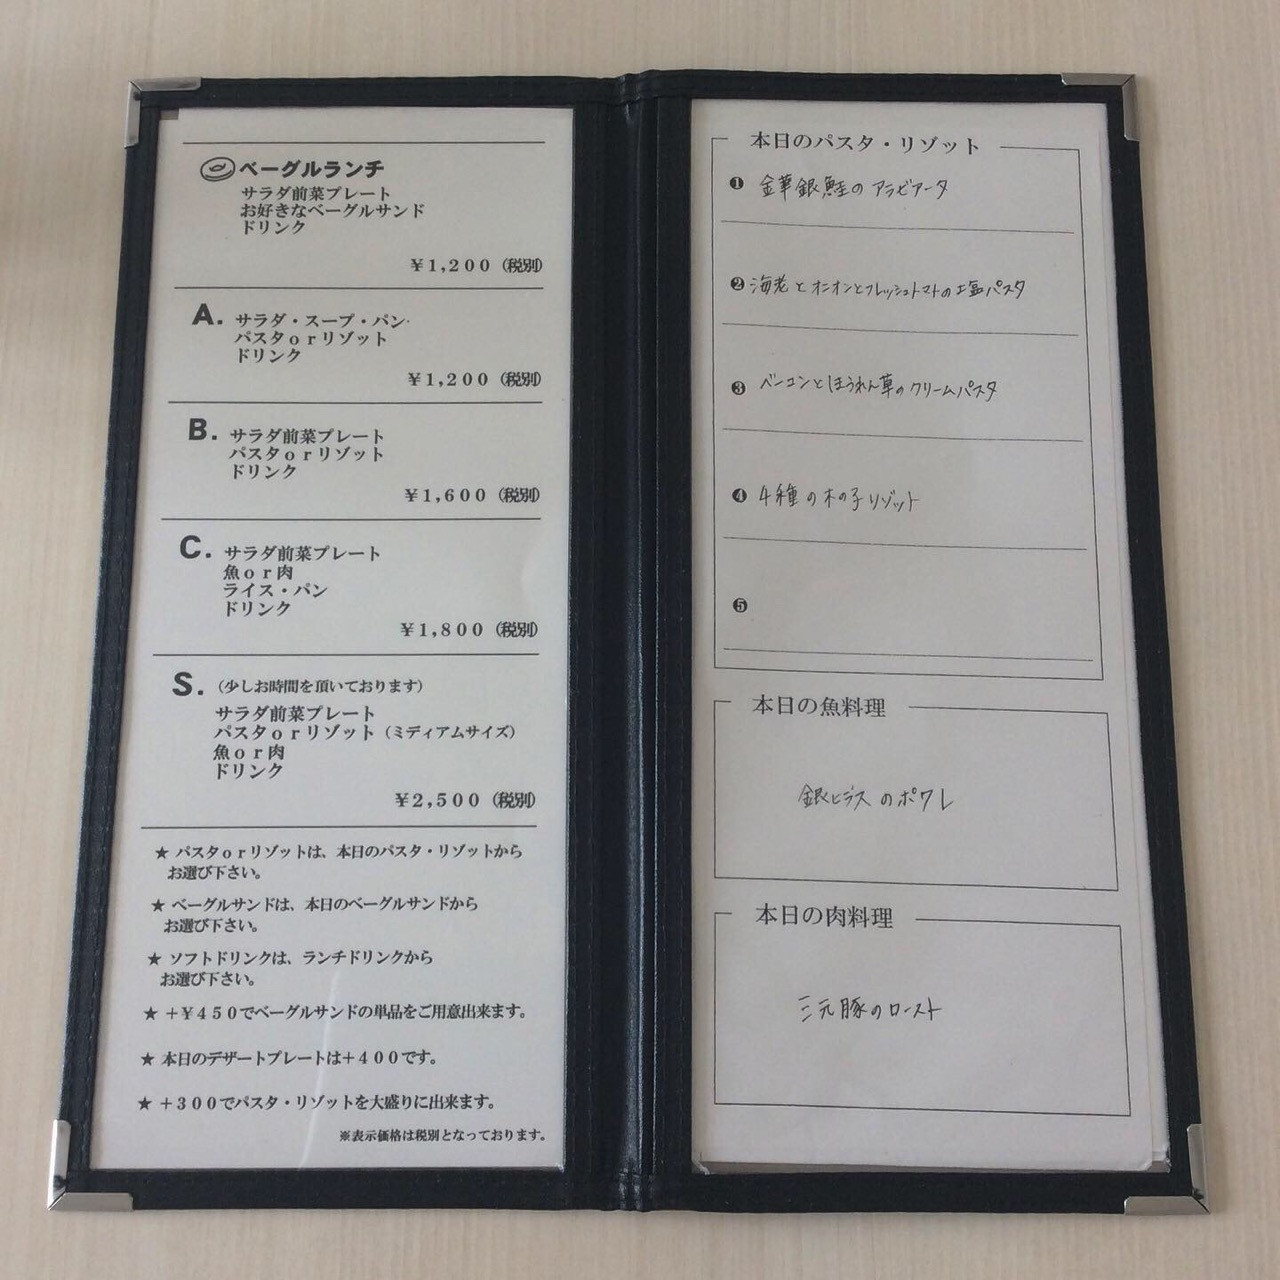 ベーグルランチ
サラダ前菜プレート
お好きなベーグルサンド
ドリンク
¥1,200（税別）
A. サラダ・スープ・パン
パスタorリゾット
ドリンク
¥1,200（税別）
B. サラダ前菜プレート
パスタorリゾット
ドリンク
¥1,600（税別）
C. サラダ前菜プレート
魚or肉
ライス・パン
ドリンク
¥1,800（税別）
S.（少しお時間を頂いております）
サラダ前菜プレート
パスタorリゾット（ミディアムサイズ）
魚or肉
ドリンク
¥2,500（税別）
★ パスタorリゾットは、本日のパスタ・リゾットから
お選び下さい。
★ ベーグルサンドは、本日のベーグルサンドから
お選び下さい。
★ ソフトドリンクは、ランチドリンクから
お選び下さい。
★ +¥450でベーグルサンドの単品をご用意出来ます。
★ 本日のデザートプレートは+400です。
★ +300でパスタ・リゾットを大盛りに出来ます。
※表示価格は税別となっております。
本日のパスタ・リゾット
❶ 金華銀鮭のアラビアータ
❷ 海老とオニオンとフレッシュトマトの塩パスタ
❸ ベーコンとほうれん草のクリームパスタ
❹ 4種の木の子リゾット
❺
本日の魚料理
銀ヒラスのポワレ
本日の肉料理
三元豚のロースト